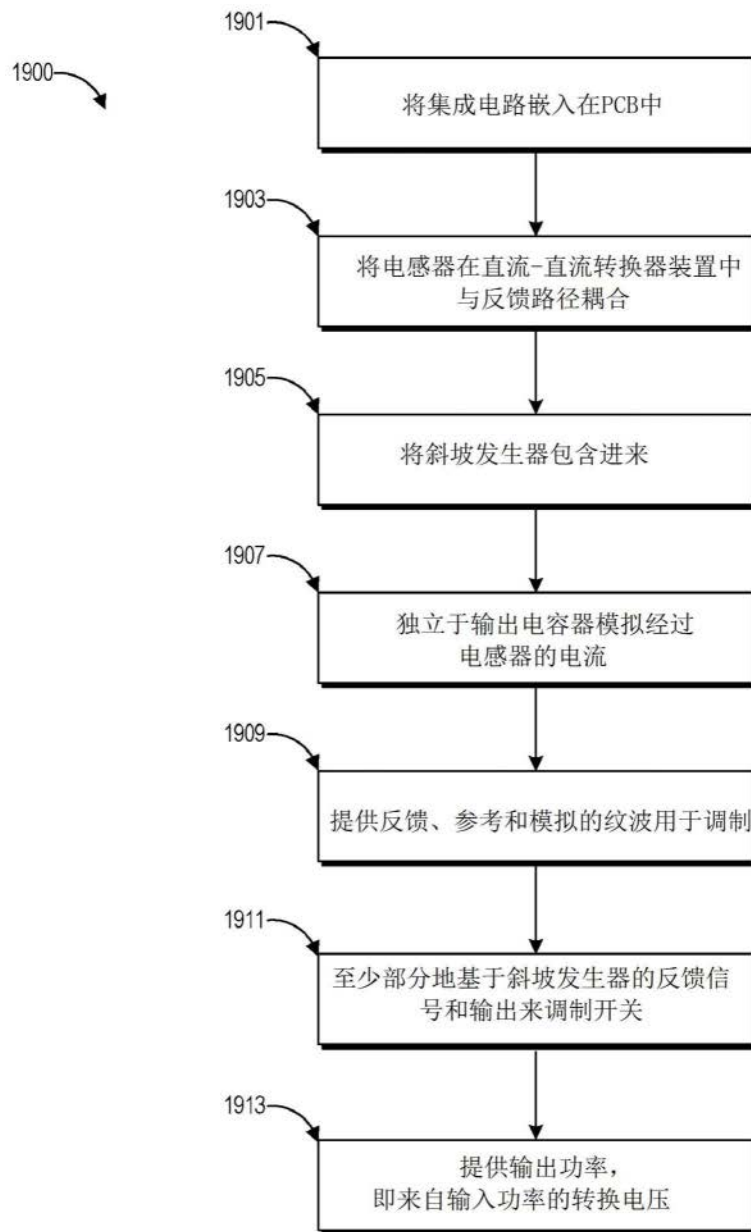 1901
1900
将集成电路嵌入在PCB中
1903
将电感器在直流-直流转换器装置中
与反馈路径耦合
1905
将斜坡发生器包含进来
1907
独立于输出电容器模拟经过
电感器的电流
1909
提供反馈、参考和模拟的纹波用于调制
1911
至少部分地基于斜坡发生器的反馈信
号和输出来调制开关
1913
提供输出功率，
即来自输入功率的转换电压